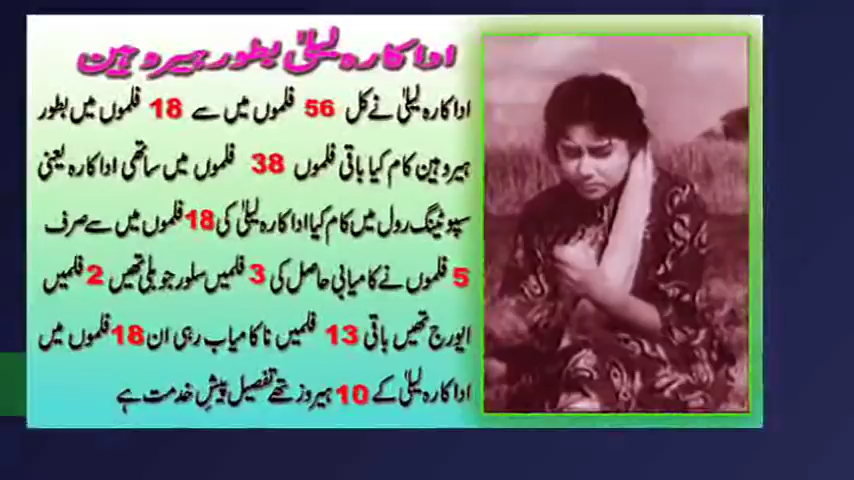 اداکارہ لیلیٰ بطور ہیروہین
اداکارہ لیلیٰ نے کل 56 فلموں میں سے 18 فلموں میں بطور
ہیروہین کام کیا باقی فلموں 38 فلموں میں ساتھی اداکارہ یعنی
سپوٹینگ رول میں کام کیا اداکارہ لیلیٰ کی 18 فلموں میں سے صرف
5 فلموں نے کامیابی حاصل کی 3 فلمیں سلور جوبلی تھیں 2 فلمیں
ایورج تھیں باقی 13 فلمیں ناکامیاب رہی ان 18 فلموں میں
اداکارہ لیلیٰ کے 10 ہیروز تھے تفصیل پیش خدمت ہے